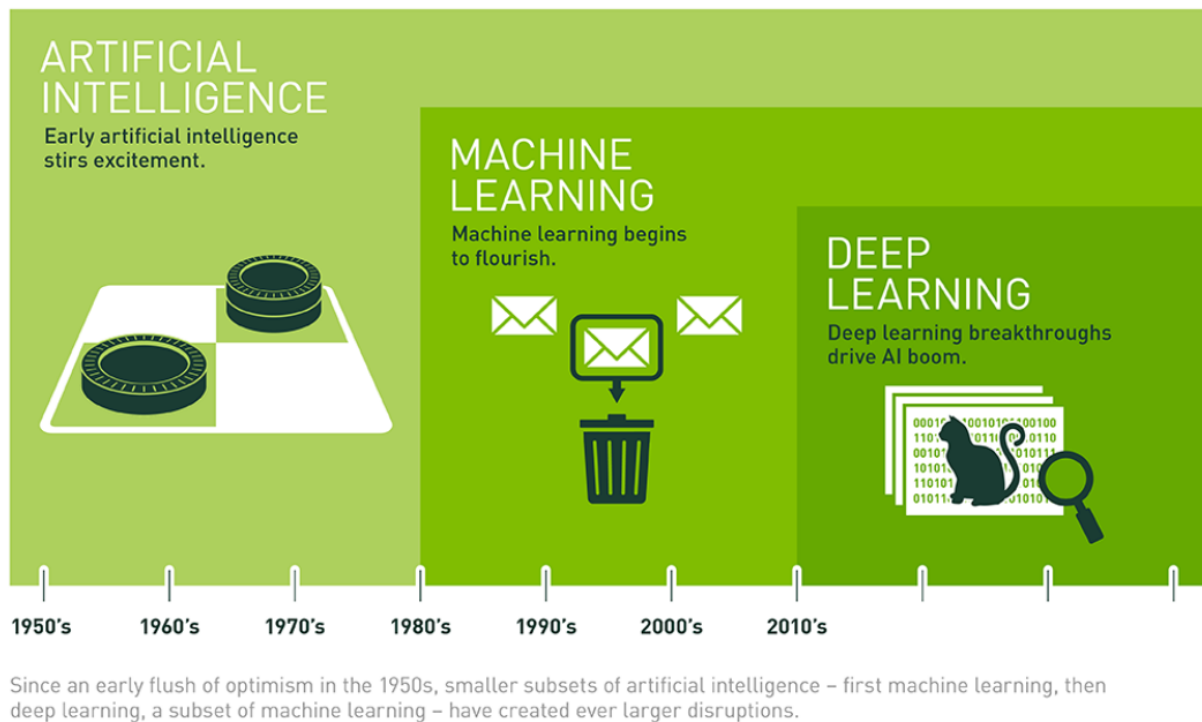 ARTIFICIAL
INTELLIGENCE
Early artificial intelligence
stirs excitement.
MACHINE
LEARNING
Machine learning begins
to flourish.
DEEP
LEARNING
Deep learning breakthroughs
drive AI boom.
1950's 1960's 1970's 1980's 1990's 2000's 2010's
Since an early flush of optimism in the 1950s, smaller subsets of artificial intelligence – first machine learning, then
deep learning, a subset of machine learning – have created ever larger disruptions.